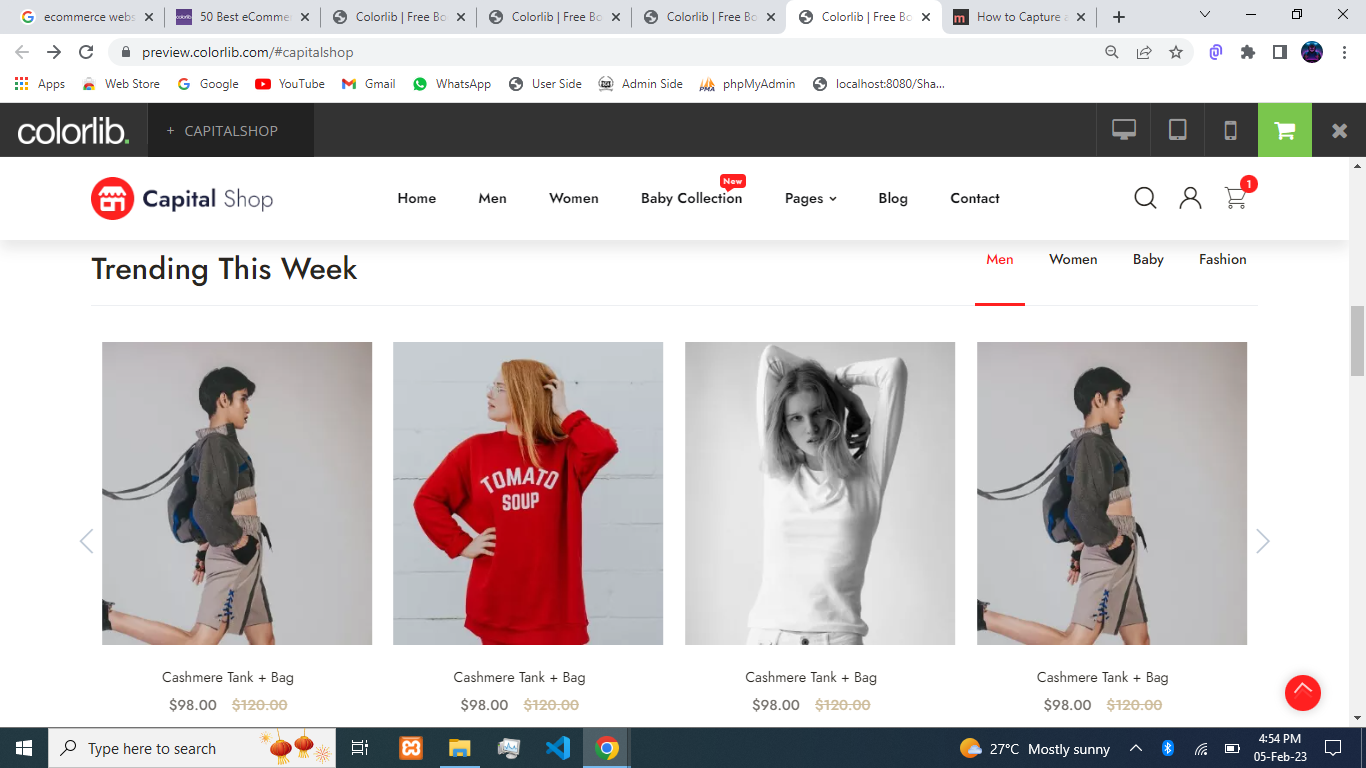 ecommerce webs
50 Best eComme
Colorlib | Free Bo
Colorlib | Free Bo
Colorlib | Free Bo
Colorlib | Free Bo
How to Capture a
preview.colorlib.com/#capitalshop
Apps
Web Store
Google
YouTube
Gmail
WhatsApp
User Side
Admin Side
phpMyAdmin
localhost:8080/Sha...
colorlib.
+ CAPITALSHOP
Capital Shop
Home
Men
Women
Baby Collection
New
Pages
Blog
Contact
1
Trending This Week
Men
Women
Baby
Fashion
TOMATO
SOUP
Cashmere Tank + Bag
$98.00 $120.00
Cashmere Tank + Bag
$98.00 $120.00
Cashmere Tank + Bag
$98.00 $120.00
Cashmere Tank + Bag
$98.00 $120.00
Type here to search
27°C Mostly sunny
4:54 PM
05-Feb-23